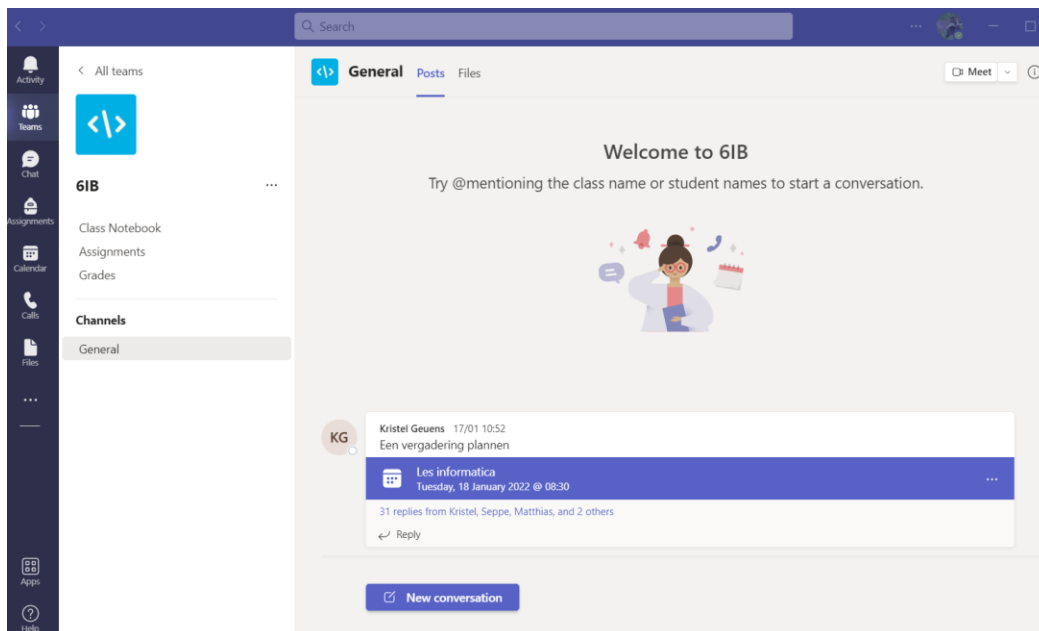 Search
Activity
Teams
Chat
Assignments
Calendar
Calls
Files
Apps
Help
All teams
6IB
Class Notebook
Assignments
Grades
Channels
General
General Posts Files
Meet
Welcome to 6IB
Try @mentioning the class name or student names to start a conversation.
KG
Kristel Geuens 17/01 10:52
Een vergadering plannen
Les informatica
Tuesday, 18 January 2022 @ 08:30
31 replies from Kristel, Seppe, Matthias, and 2 others
Reply
New conversation